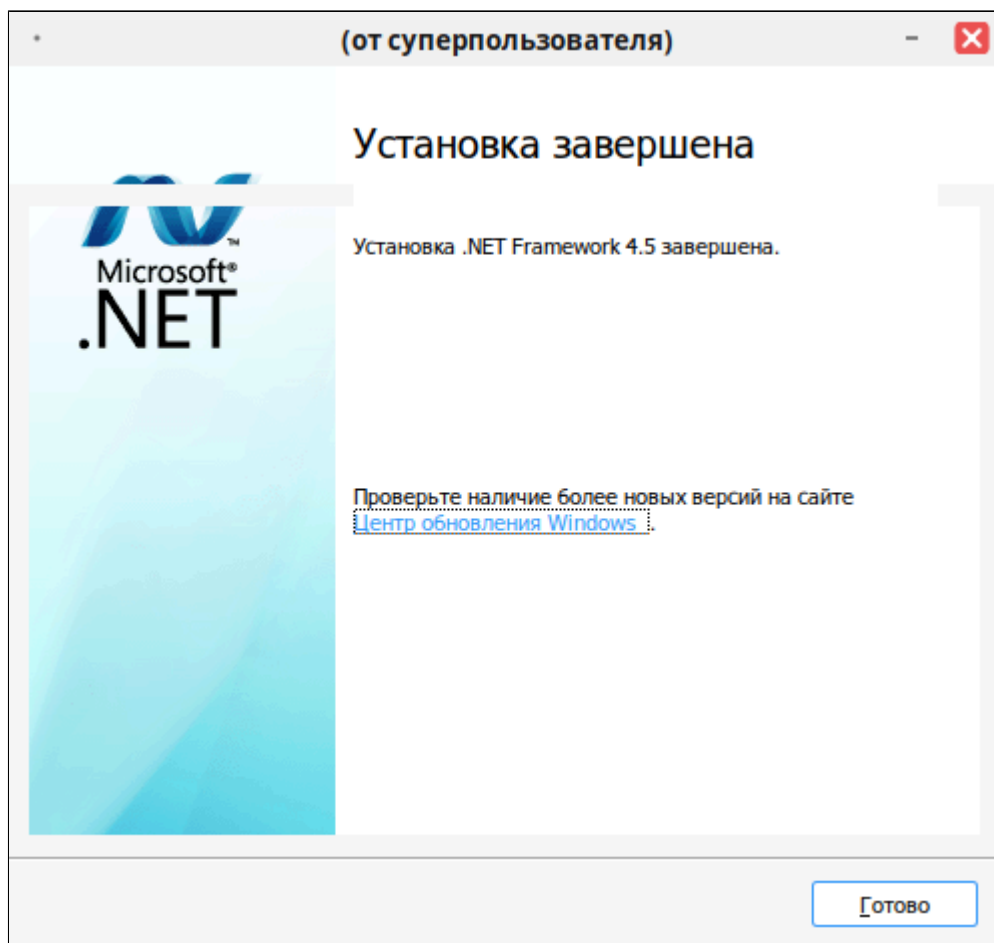 (от суперпользователя)
Установка завершена
Microsoft®
.NET
Установка .NET Framework 4.5 завершена.
Проверьте наличие более новых версий на сайте
Центр обновления Windows .
Готово